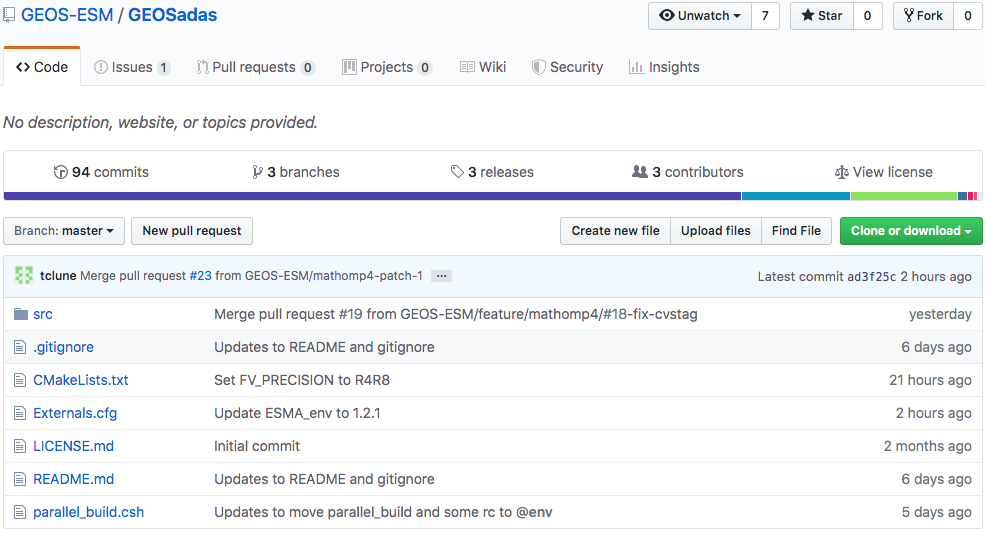 GEOS-ESM / GEOSadas Unwatch 7 Star 0 Fork 0
Code Issues 1 Pull requests 0 Projects 0 Wiki Security Insights
No description, website, or topics provided.
94 commits 3 branches 3 releases 3 contributors View license
Branch: master New pull request Create new file Upload files Find File Clone or download
tclune Merge pull request #23 from GEOS-ESM/mathomp4-patch-1 ... Latest commit ad3f25c 2 hours ago
src Merge pull request #19 from GEOS-ESM/feature/mathomp4/#18-fix-cvstag yesterday
.gitignore Updates to README and gitignore 6 days ago
CMakeLists.txt Set FV_PRECISION to R4R8 21 hours ago
Externals.cfg Update ESMA_env to 1.2.1 2 hours ago
LICENSE.md Initial commit 2 months ago
README.md Updates to README and gitignore 6 days ago
parallel_build.csh Updates to move parallel_build and some rc to @env 5 days ago